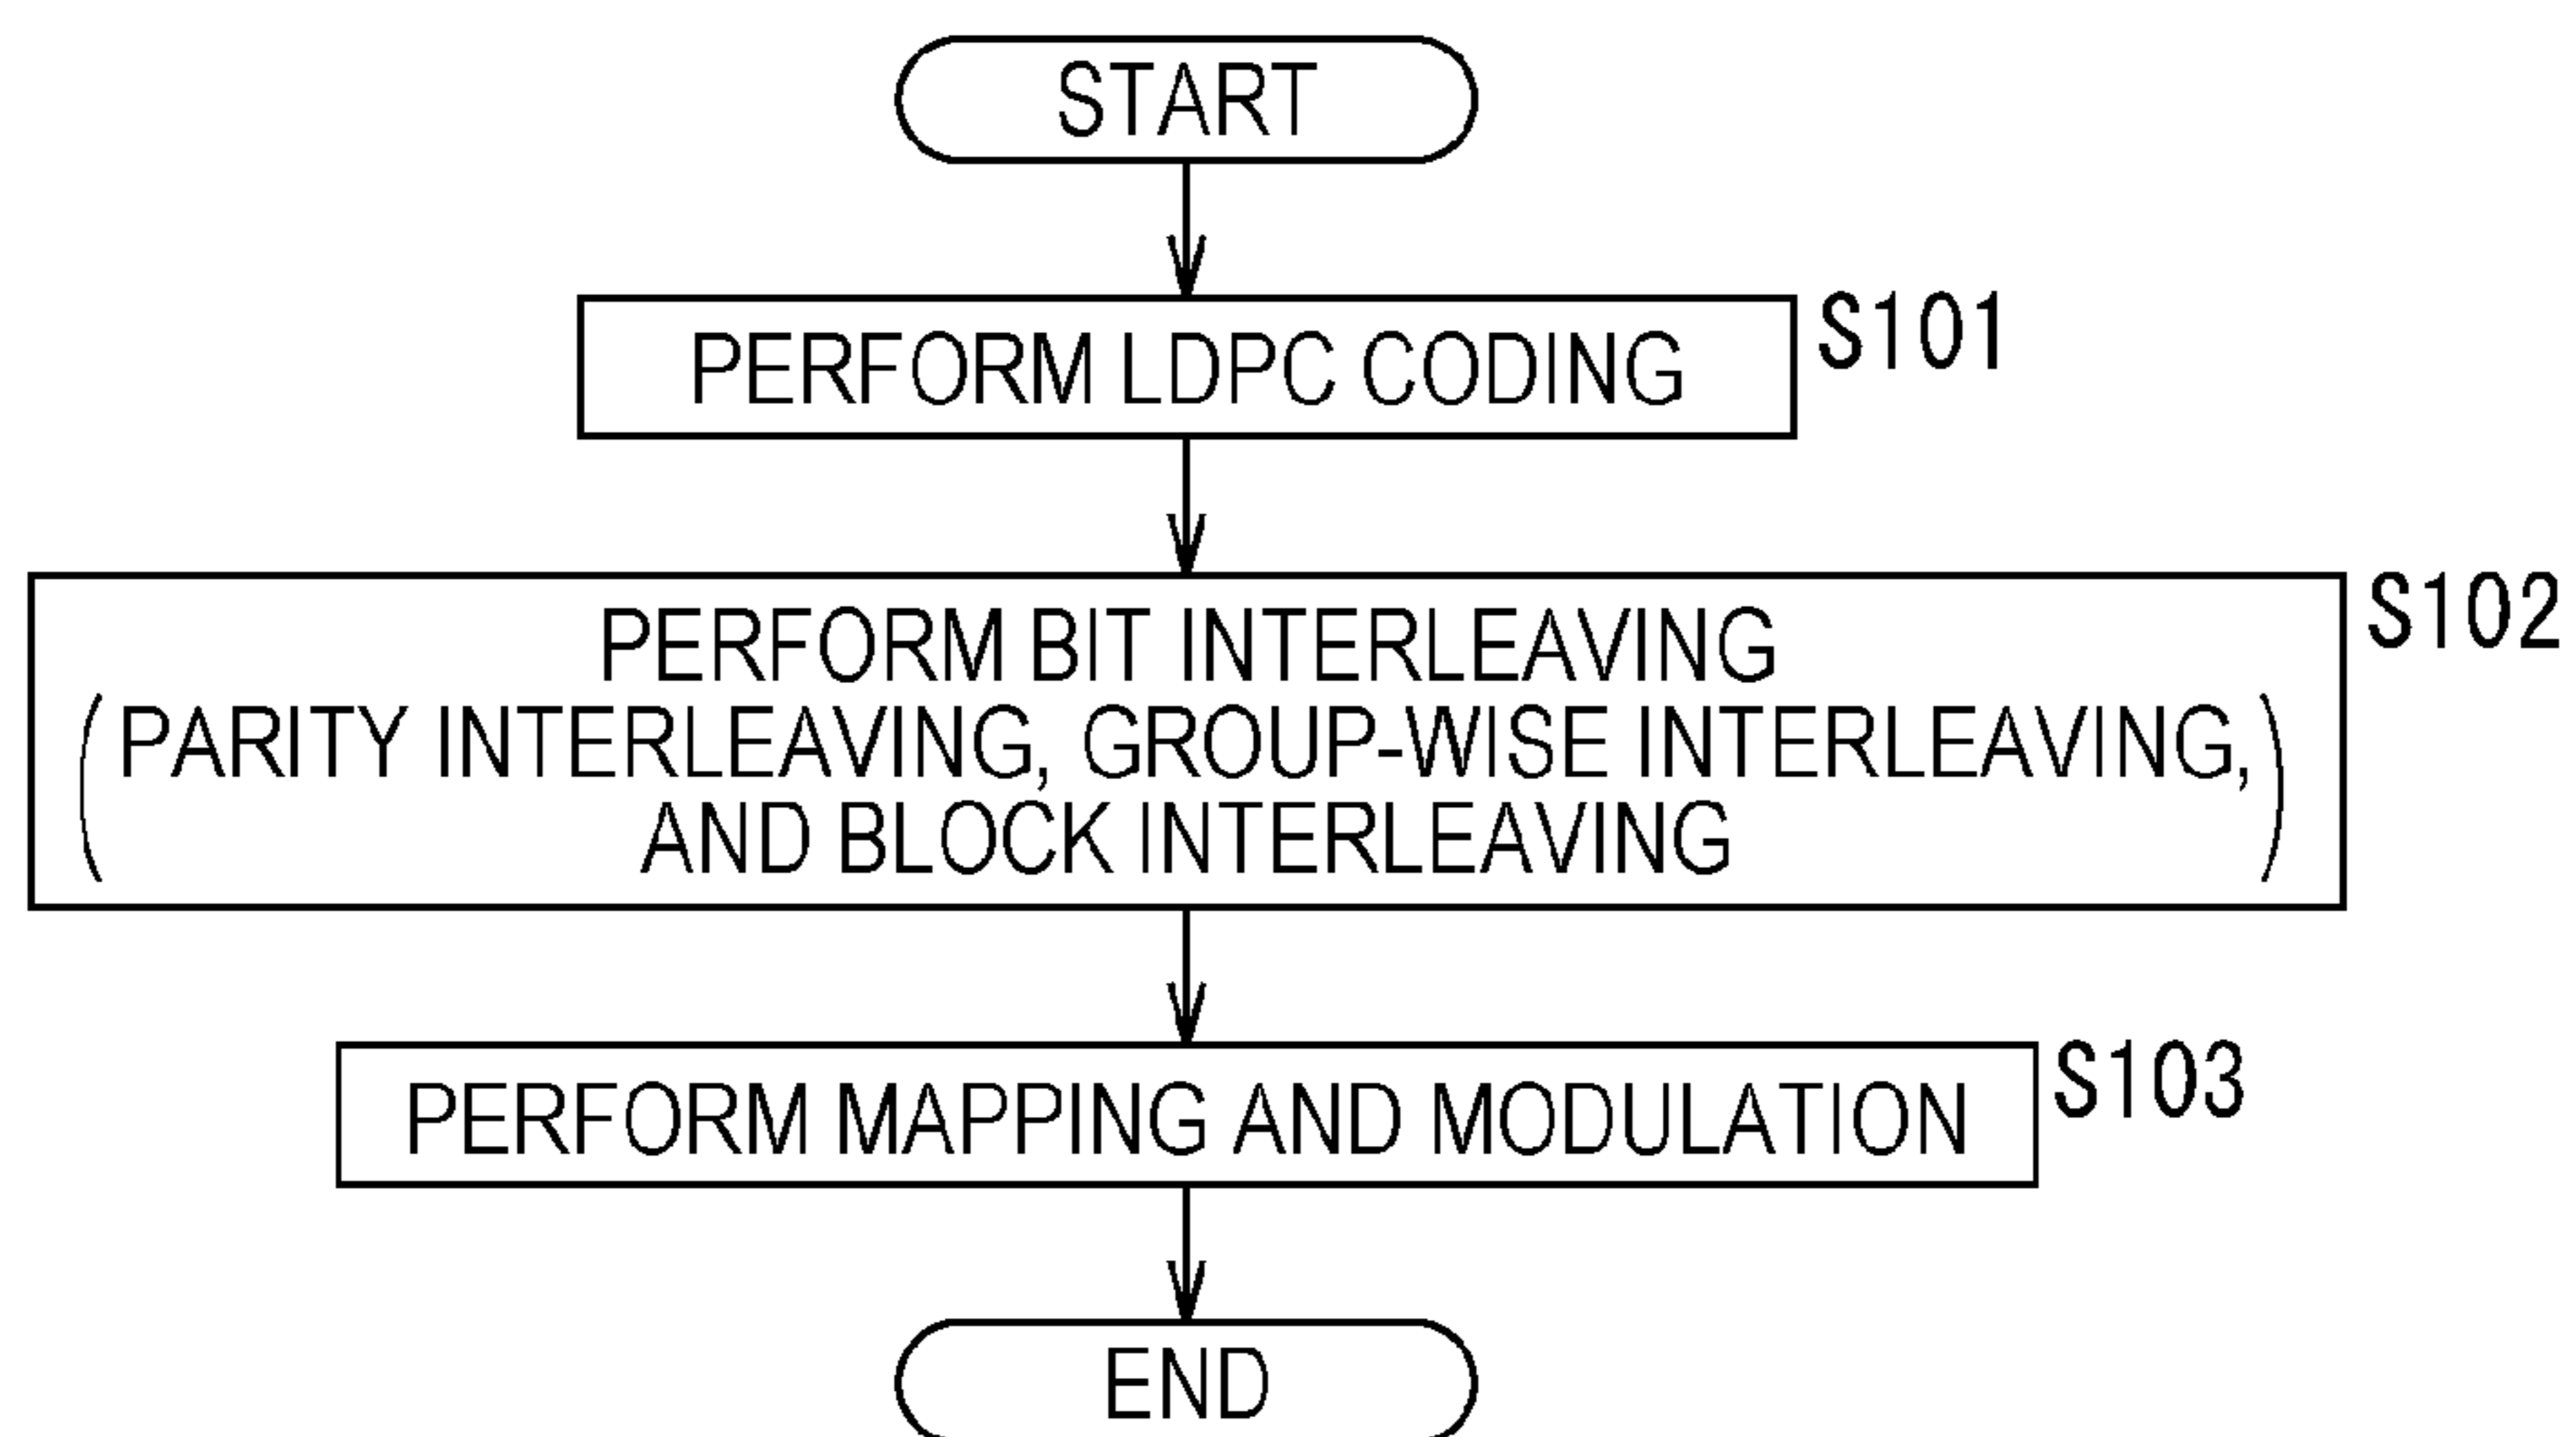 START
PERFORM LDPC CODING
S101
PERFORM BIT INTERLEAVING
(PARITY INTERLEAVING, GROUP-WISE INTERLEAVING,
AND BLOCK INTERLEAVING)
S102
PERFORM MAPPING AND MODULATION
S103
END